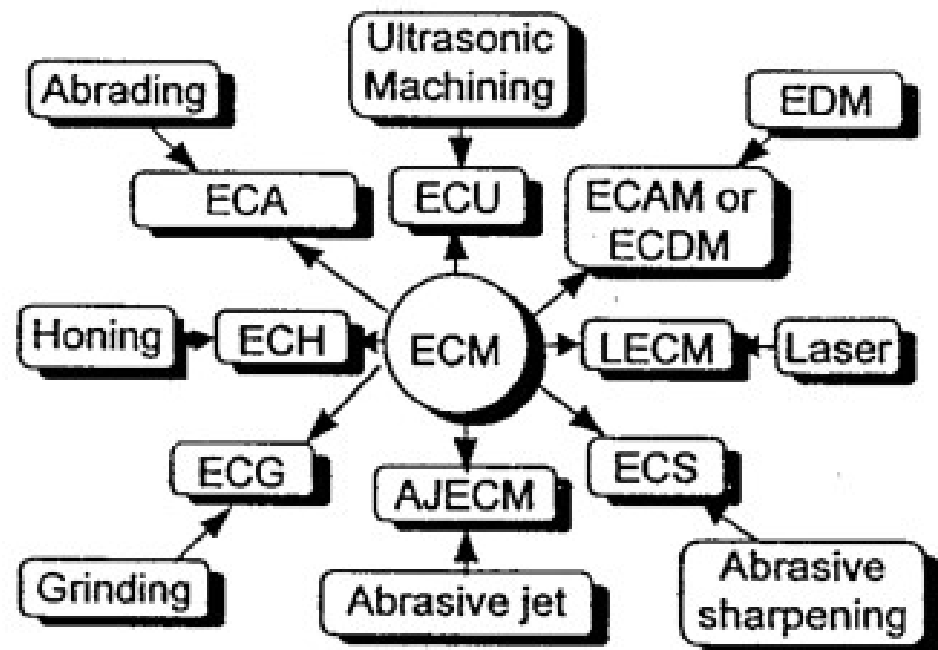 Ultrasonic
Machining
Abrading
EDM
ECA
ECU
ECAM or
ECDM
Honing
ECH
ECM
LECM
Laser
ECG
AJECM
ECS
Grinding
Abrasive jet
Abrasive
sharpening